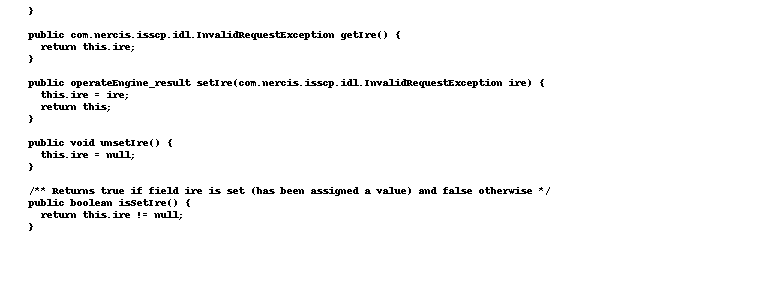 }

public com.nercis.isscp.idl.InvalidRequestException getIre() {
  return this.ire;
}

public operateEngine_result setIre(com.nercis.isscp.idl.InvalidRequestException ire) {
  this.ire = ire;
  return this;
}

public void unsetIre() {
  this.ire = null;
}

/** Returns true if field ire is set (has been assigned a value) and false otherwise */
public boolean isSetIre() {
  return this.ire != null;
}